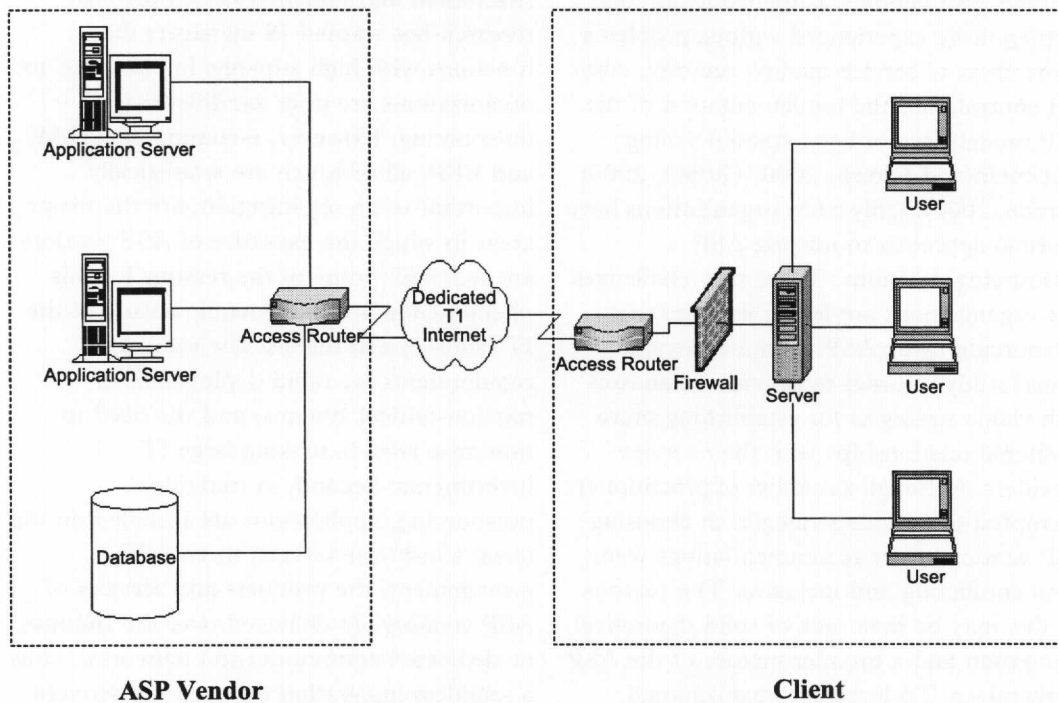 Application Server
Application Server
Database
Access Router
Dedicated
T1
Internet
Access Router
Firewall
Server
User
User
User
ASP Vendor
Client